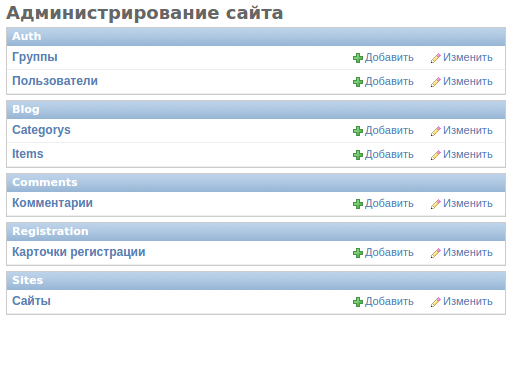 Администрирование сайта
Auth
Группы Добавить Изменить
Пользователи Добавить Изменить
Blog
Categorys Добавить Изменить
Items Добавить Изменить
Comments
Комментарии Добавить Изменить
Registration
Карточки регистрации Добавить Изменить
Sites
Сайты Добавить Изменить